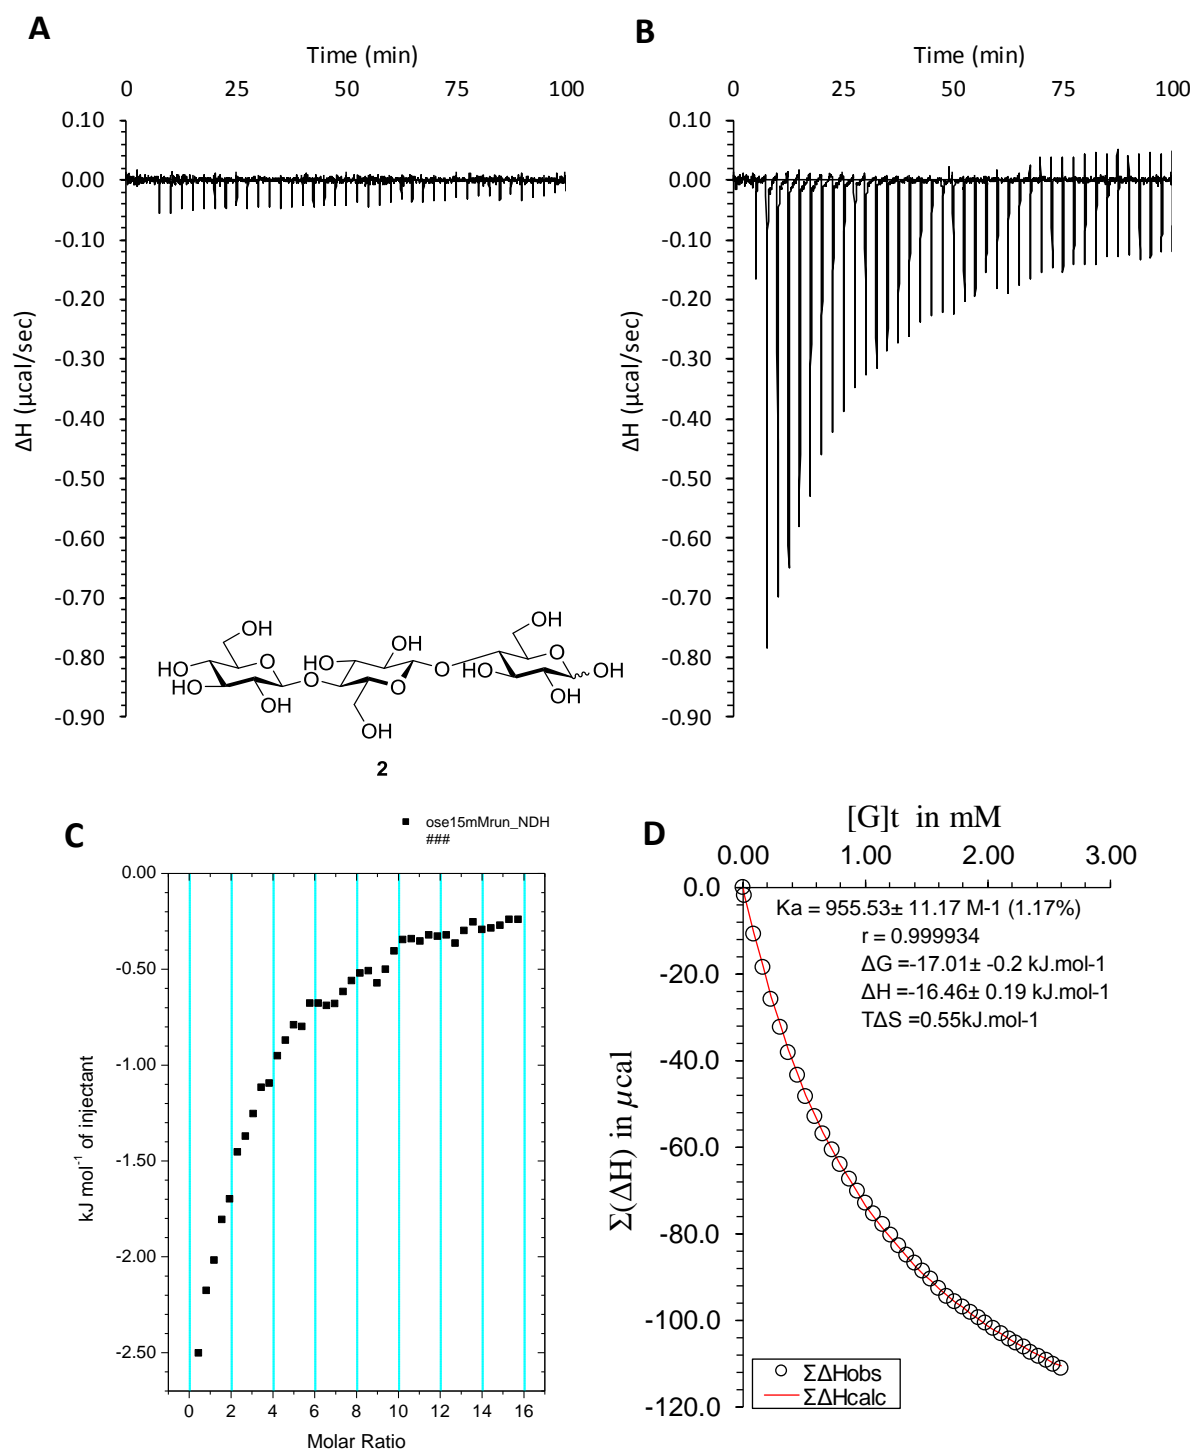 A
Time (min)
0 25 50 75 100
0.10
0.00
-0.10
-0.20
-0.30
-0.40
-0.50
-0.60
-0.70
-0.80
-0.90
ΔH (µcal/sec)
OH
HO
HO
O
OH
O
HO
OH
O
OH
O
OH
HO
O
OH
OH
2
B
Time (min)
0 25 50 75 100
0.10
0.00
-0.10
-0.20
-0.30
-0.40
-0.50
-0.60
-0.70
-0.80
-0.90
ΔH (µcal/sec)
C
ose15mMrun_NDH
###
0.00
-0.50
-1.00
-1.50
-2.00
-2.50
kJ mol⁻¹ of injectant
0 2 4 6 8 10 12 14 16
Molar Ratio
D
[G]t in mM
0.00 1.00 2.00 3.00
0.0
-20.0
-40.0
-60.0
-80.0
-100.0
-120.0
Σ(ΔH) in µcal
Ka = 955.53± 11.17 M-1 (1.17%)
r = 0.999934
ΔG =-17.01± -0.2 kJ.mol-1
ΔH =-16.46± 0.19 kJ.mol-1
TΔS =0.55kJ.mol-1
ΣΔHobs
ΣΔHcalc